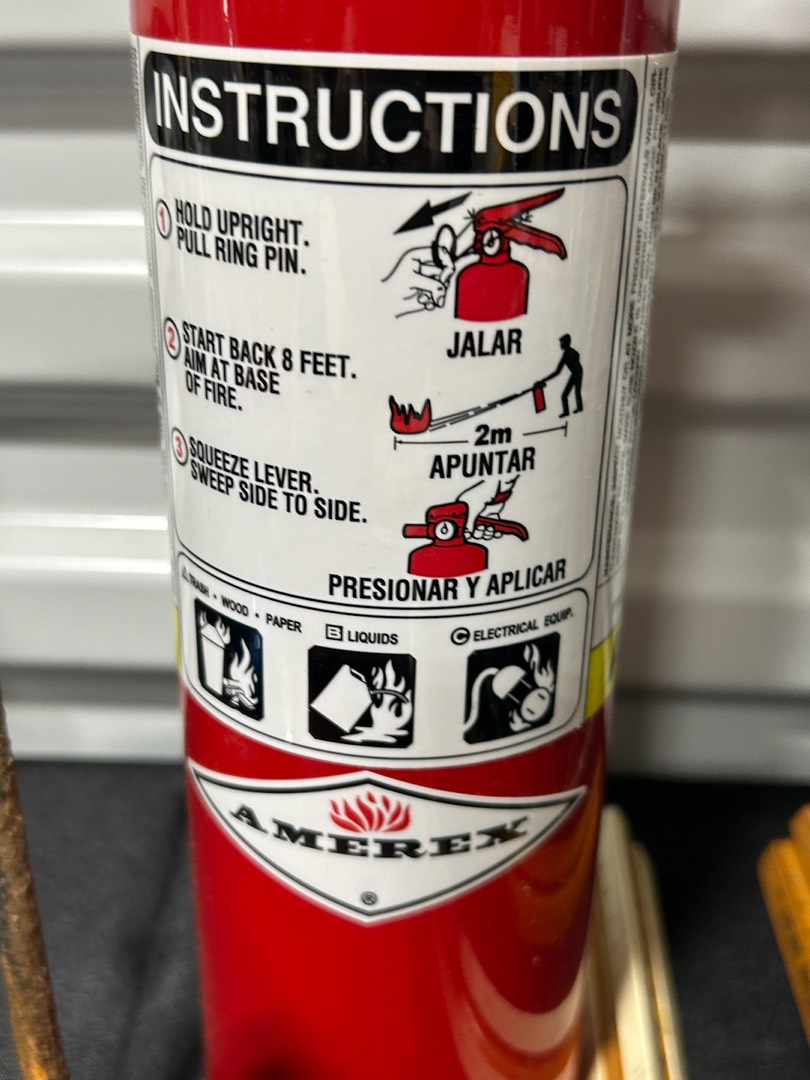 INSTRUCTIONS
1 HOLD UPRIGHT.
PULL RING PIN.
JALAR
2 START BACK 8 FEET.
AIM AT BASE
OF FIRE.
2m
APUNTAR
3 SQUEEZE LEVER.
SWEEP SIDE TO SIDE.
PRESIONAR Y APLICAR
A TRASH • WOOD • PAPER
B LIQUIDS
C ELECTRICAL EQUIP.
AMEREX
®